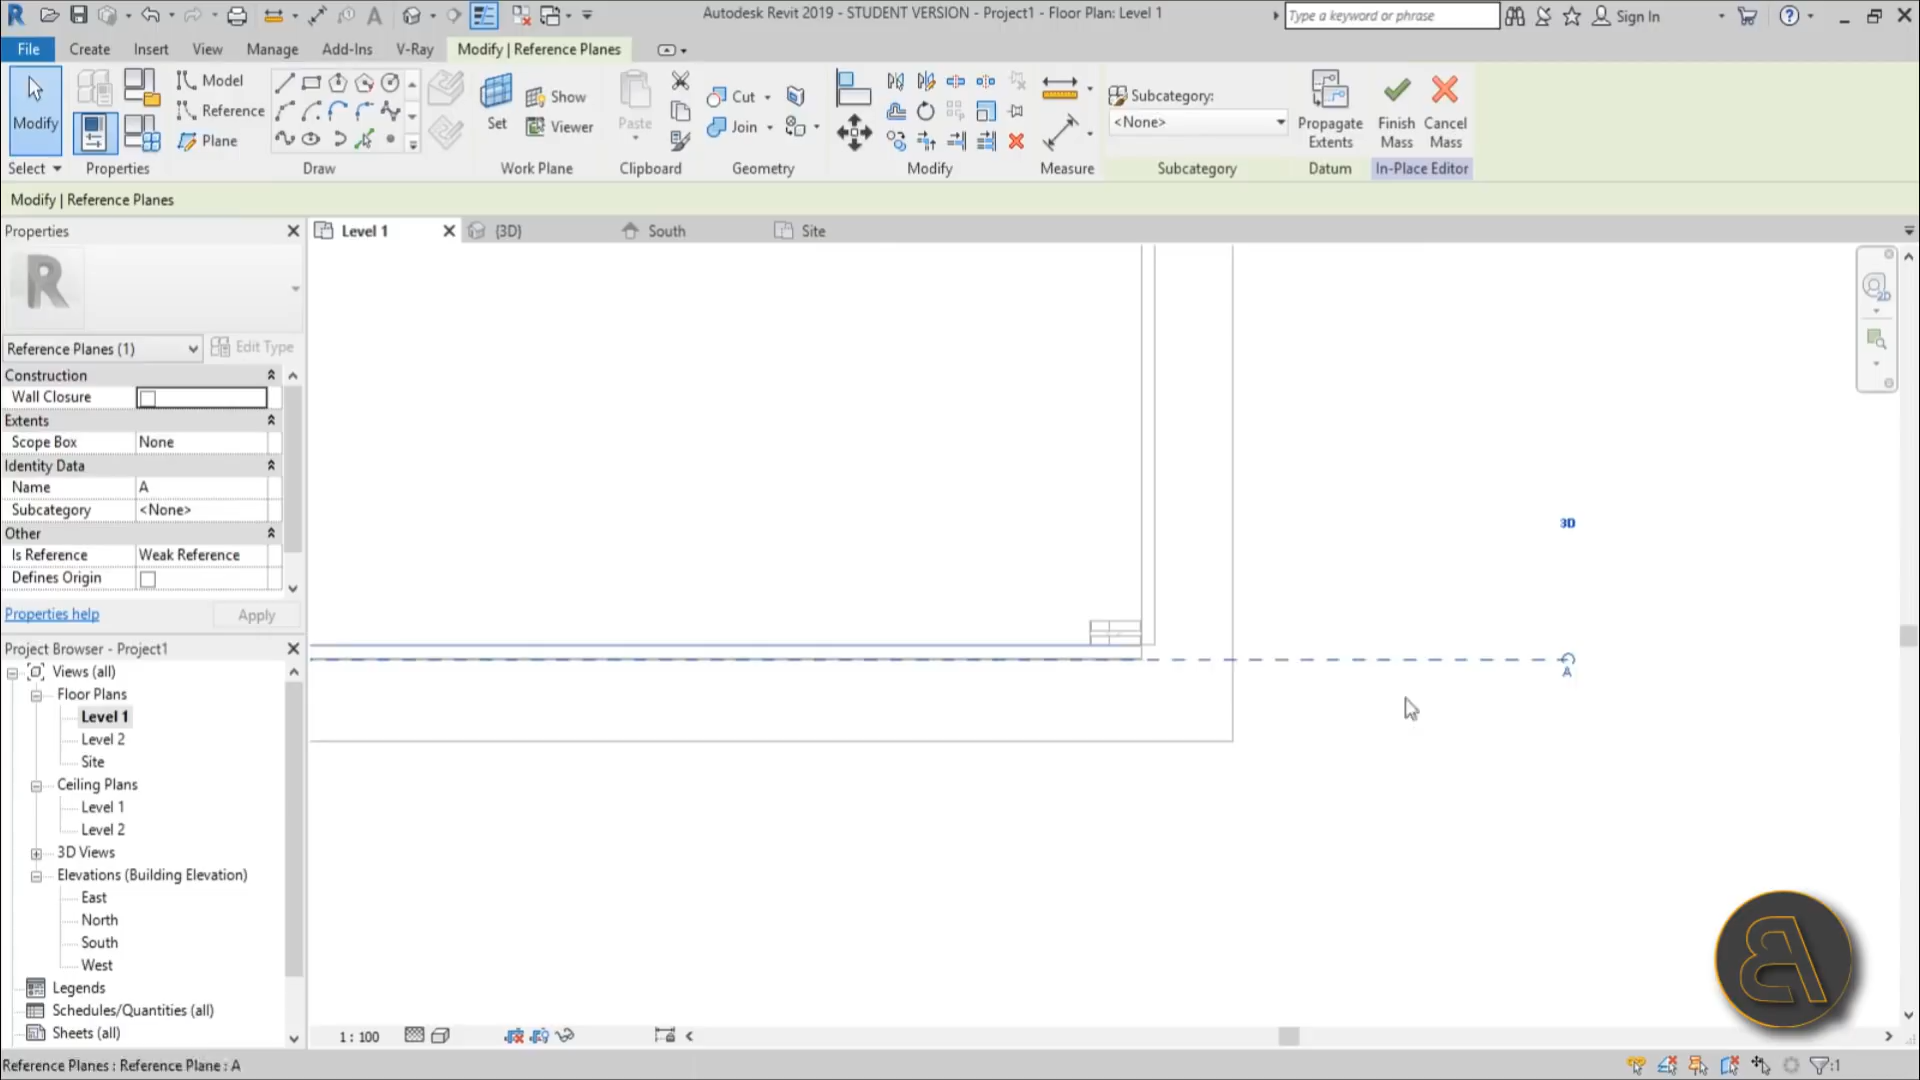 Autodesk Revit 2019 - STUDENT VERSION - Project1 - Floor Plan: Level 1
Type a keyword or phrase
Sign In
File
Create
Insert
View
Manage
Add-Ins
V-Ray
Modify | Reference Planes
Modify
Model
Reference
Plane
Set
Show
Viewer
Paste
Cut
Join
Subcategory:
<None>
Propagate
Extents
Finish
Mass
Cancel
Mass
Select
Properties
Draw
Work Plane
Clipboard
Geometry
Modify
Measure
Subcategory
Datum
In-Place Editor
Modify | Reference Planes
Properties
Level 1
{3D}
South
Site
R
2D
Reference Planes (1)
Edit Type
Construction
Wall Closure
Extents
Scope Box None
Identity Data
Name A
Subcategory <None>
Other
Is Reference Weak Reference
Defines Origin
Properties help
Apply
3D
A
Project Browser - Project1
Views (all)
Floor Plans
Level 1
Level 2
Site
Ceiling Plans
Level 1
Level 2
3D Views
Elevations (Building Elevation)
East
North
South
West
Legends
Schedules/Quantities (all)
Sheets (all)
1 : 100
Reference Planes : Reference Plane : A
:1